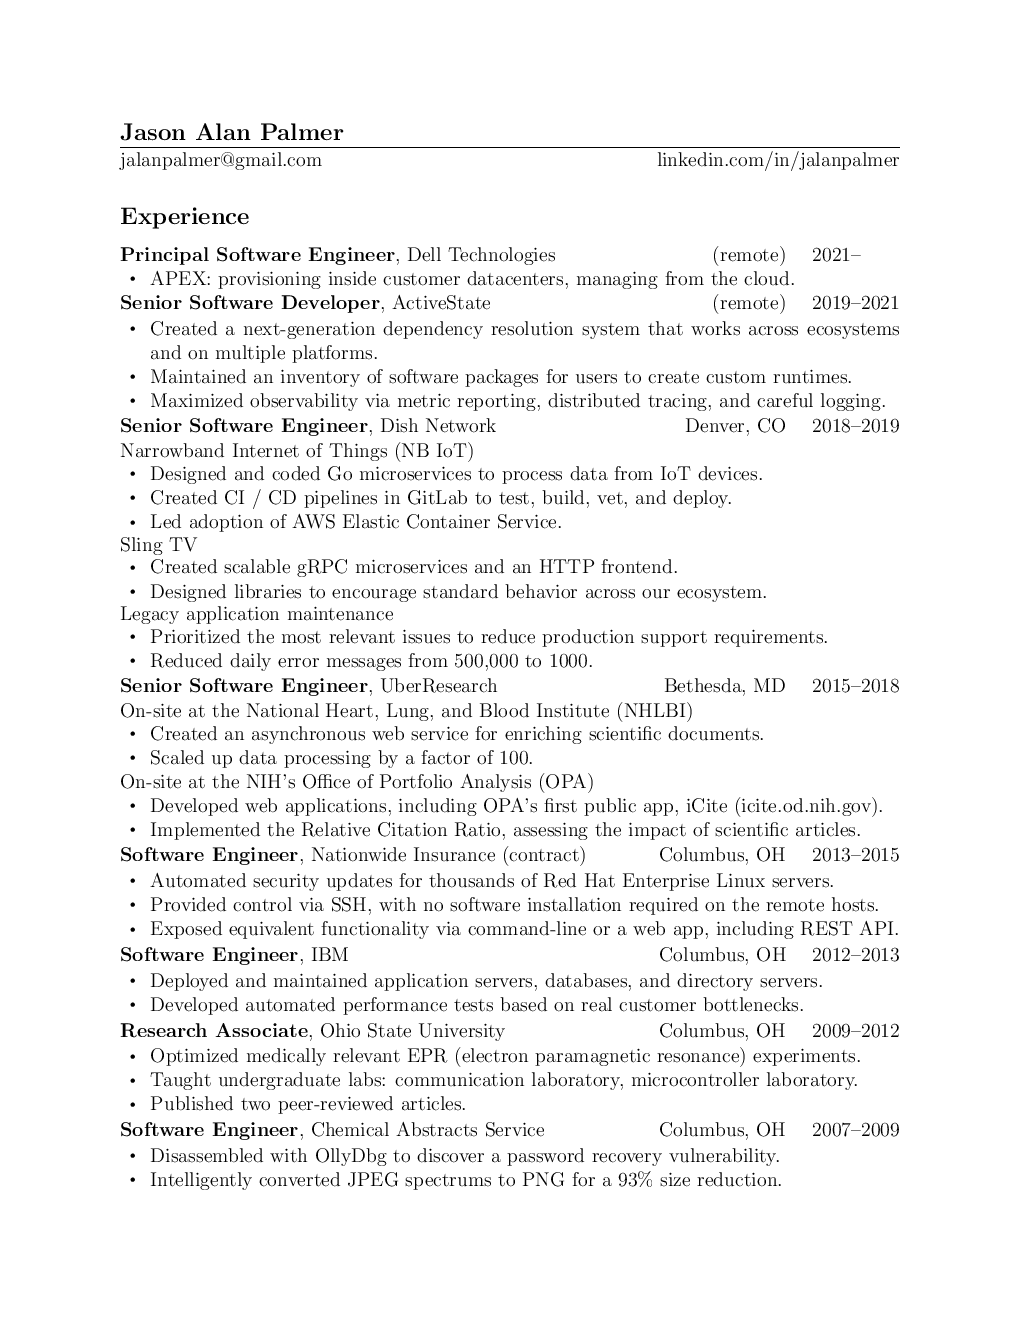 Jason Alan Palmer
jalanpalmer@gmail.com linkedin.com/in/jalanpalmer
Experience
Principal Software Engineer, Dell Technologies (remote) 2021–
• APEX: provisioning inside customer datacenters, managing from the cloud.
Senior Software Developer, ActiveState (remote) 2019–2021
• Created a next-generation dependency resolution system that works across ecosystems
and on multiple platforms.
• Maintained an inventory of software packages for users to create custom runtimes.
• Maximized observability via metric reporting, distributed tracing, and careful logging.
Senior Software Engineer, Dish Network Denver, CO 2018–2019
Narrowband Internet of Things (NB IoT)
• Designed and coded Go microservices to process data from IoT devices.
• Created CI / CD pipelines in GitLab to test, build, vet, and deploy.
• Led adoption of AWS Elastic Container Service.
Sling TV
• Created scalable gRPC microservices and an HTTP frontend.
• Designed libraries to encourage standard behavior across our ecosystem.
Legacy application maintenance
• Prioritized the most relevant issues to reduce production support requirements.
• Reduced daily error messages from 500,000 to 1000.
Senior Software Engineer, UberResearch Bethesda, MD 2015–2018
On-site at the National Heart, Lung, and Blood Institute (NHLBI)
• Created an asynchronous web service for enriching scientific documents.
• Scaled up data processing by a factor of 100.
On-site at the NIH's Office of Portfolio Analysis (OPA)
• Developed web applications, including OPA's first public app, iCite (icite.od.nih.gov).
• Implemented the Relative Citation Ratio, assessing the impact of scientific articles.
Software Engineer, Nationwide Insurance (contract) Columbus, OH 2013–2015
• Automated security updates for thousands of Red Hat Enterprise Linux servers.
• Provided control via SSH, with no software installation required on the remote hosts.
• Exposed equivalent functionality via command-line or a web app, including REST API.
Software Engineer, IBM Columbus, OH 2012–2013
• Deployed and maintained application servers, databases, and directory servers.
• Developed automated performance tests based on real customer bottlenecks.
Research Associate, Ohio State University Columbus, OH 2009–2012
• Optimized medically relevant EPR (electron paramagnetic resonance) experiments.
• Taught undergraduate labs: communication laboratory, microcontroller laboratory.
• Published two peer-reviewed articles.
Software Engineer, Chemical Abstracts Service Columbus, OH 2007–2009
• Disassembled with OllyDbg to discover a password recovery vulnerability.
• Intelligently converted JPEG spectrums to PNG for a 93% size reduction.